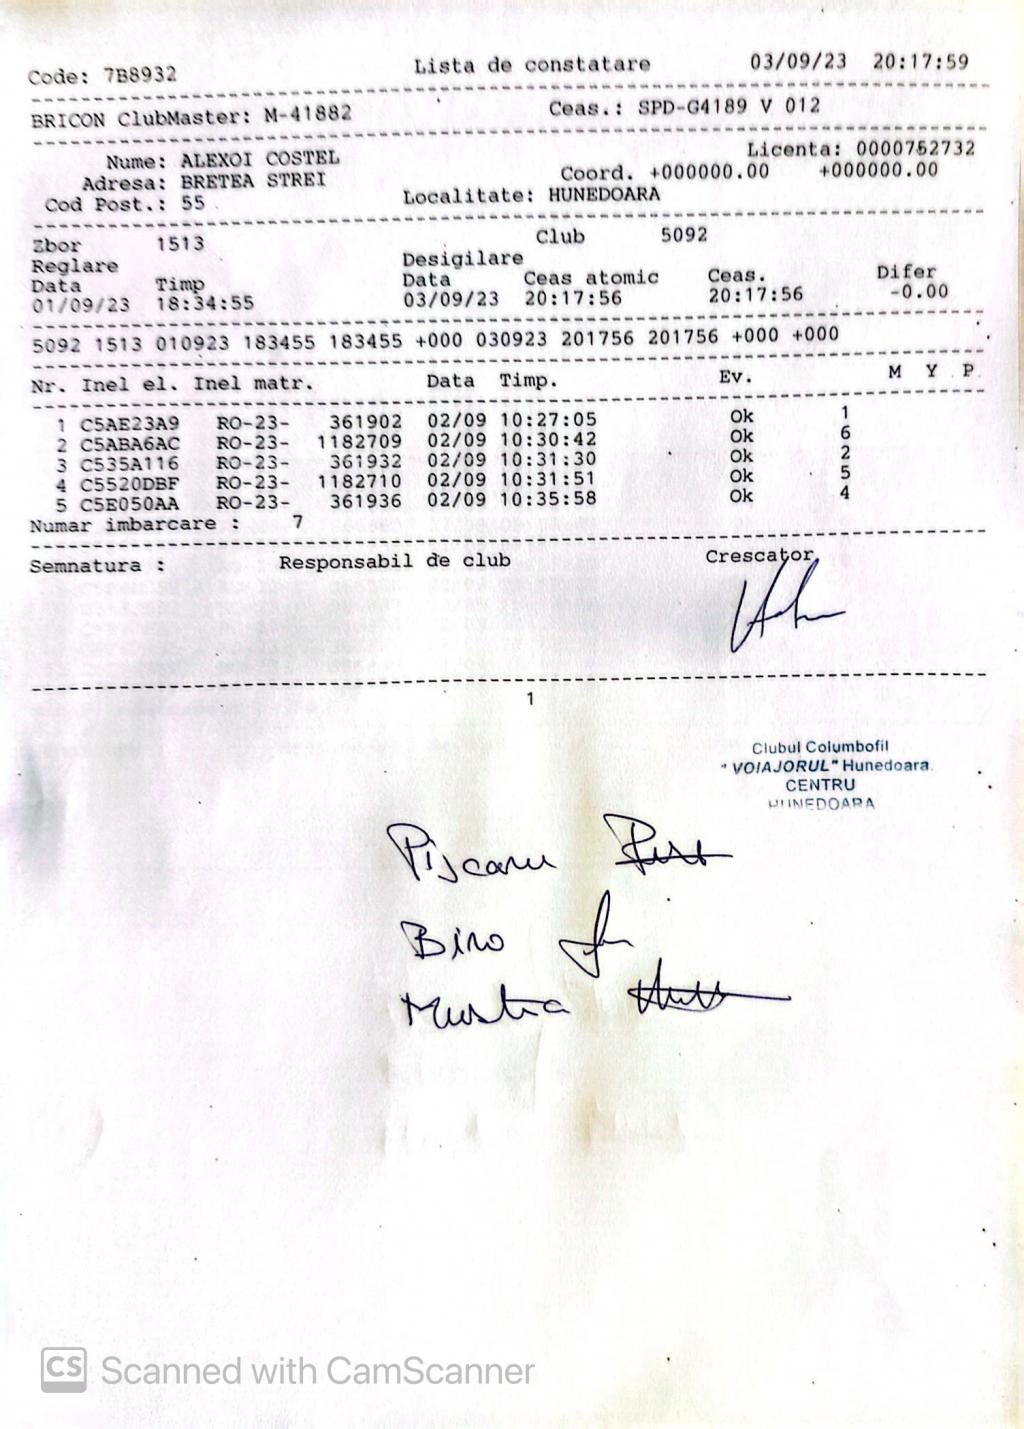 Code: 7B8932 Lista de constatare 03/09/23 20:17:59
BRICON ClubMaster: M-41882 Ceas.: SPD-G4189 V 012
Nume: ALEXOI COSTEL Licenta: 0000752732
Adresa: BRETEA STREI Coord. +000000.00 +000000.00
Cod Post.: 55 Localitate: HUNEDOARA
Zbor 1513 Club 5092
Reglare Desigilare
Data Timp Data Ceas atomic Ceas. Difer
01/09/23 18:34:55 03/09/23 20:17:56 20:17:56 -0.00
5092 1513 010923 183455 183455 +000 030923 201756 201756 +000 +000
Nr. Inel el. Inel matr. Data Timp. Ev. M Y P
1 C5AE23A9 RO-23- 361902 02/09 10:27:05 Ok 1
2 C5ABA6AC RO-23- 1182709 02/09 10:30:42 Ok 6
3 C535A116 RO-23- 361932 02/09 10:31:30 Ok 2
4 C5520DBF RO-23- 1182710 02/09 10:31:51 Ok 5
5 C5E050AA RO-23- 361936 02/09 10:35:58 Ok 4
Numar imbarcare : 7
Semnatura : Responsabil de club Crescator
1
Clubul Columbofil
"VOIAJORUL" Hunedoara
CENTRU
HUNEDOARA
Piscanu
Biro
Mustra
CS Scanned with CamScanner